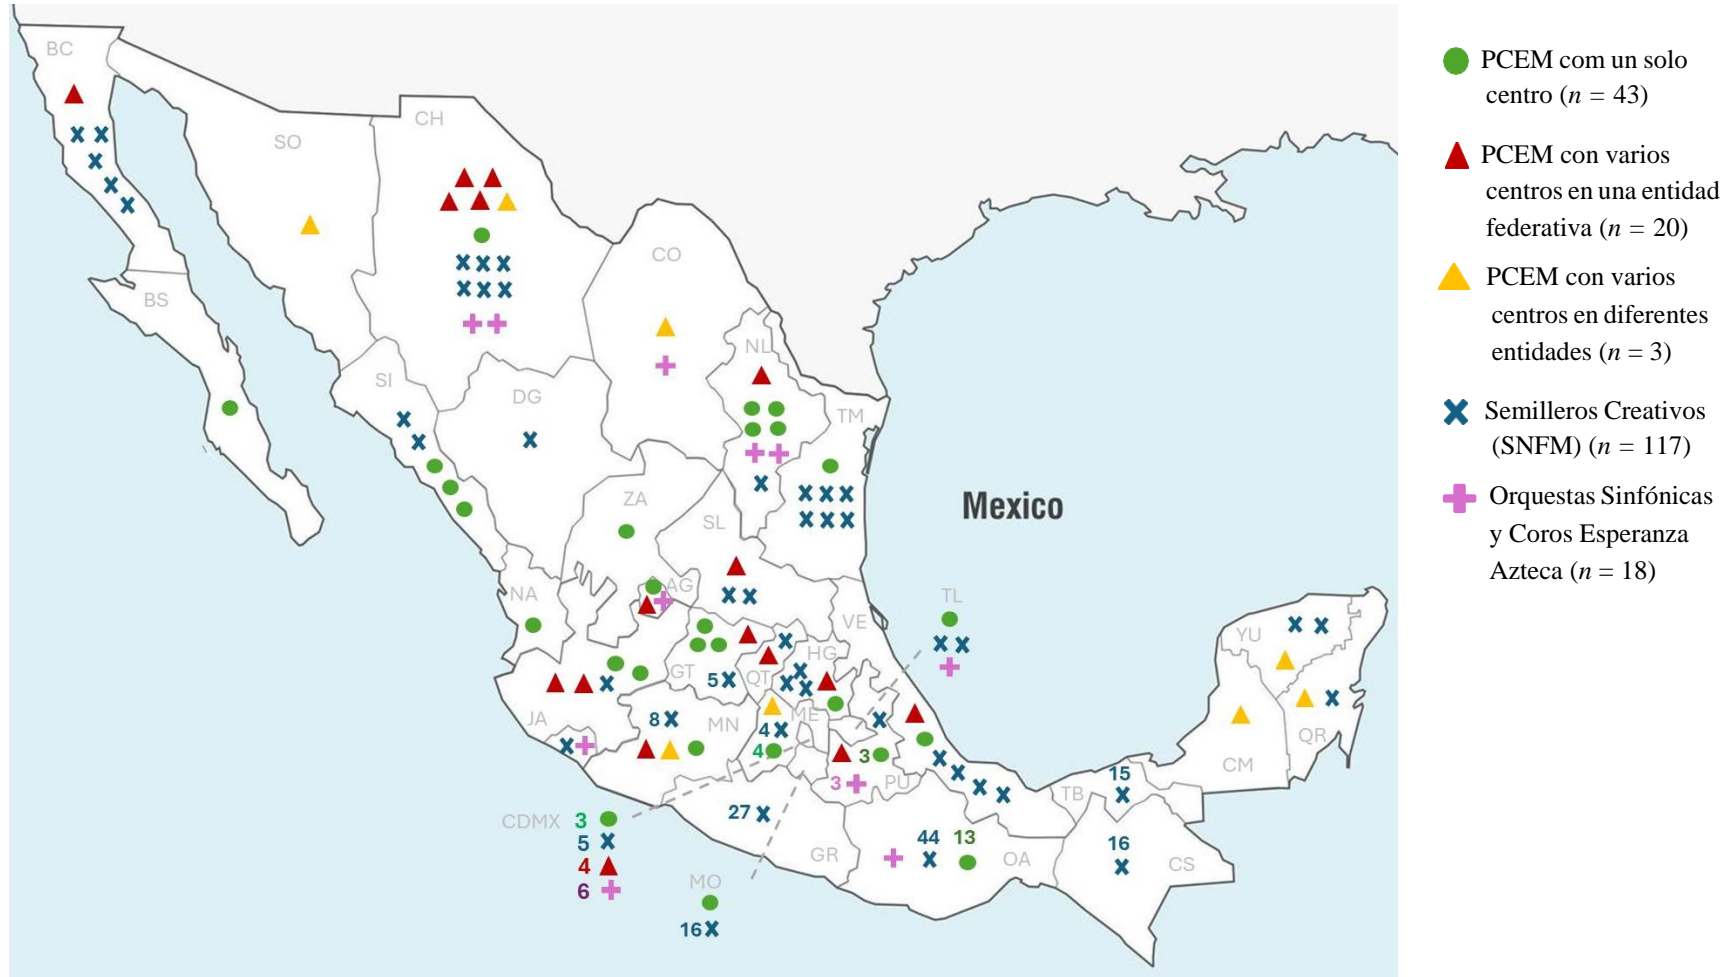 BC
SO
CH
CO
BS
NL
SI
DG
TM
ZA
SL
Mexico
AG
NA
TL
VE
YU
HG
GT
5
QT
JA
8
MN
ME
4
4
3
3
PU
QR
CM
15
TB
27
CDMX
3
5
4
6
44
13
16
GR
OA
CS
MO
16
PCEM com un solo
centro (n = 43)
PCEM con varios
centros en una entidad
federativa (n = 20)
PCEM con varios
centros en diferentes
entidades (n = 3)
Semilleros Creativos
(SNFM) (n = 117)
Orquestas Sinfónicas
y Coros Esperanza
Azteca (n = 18)